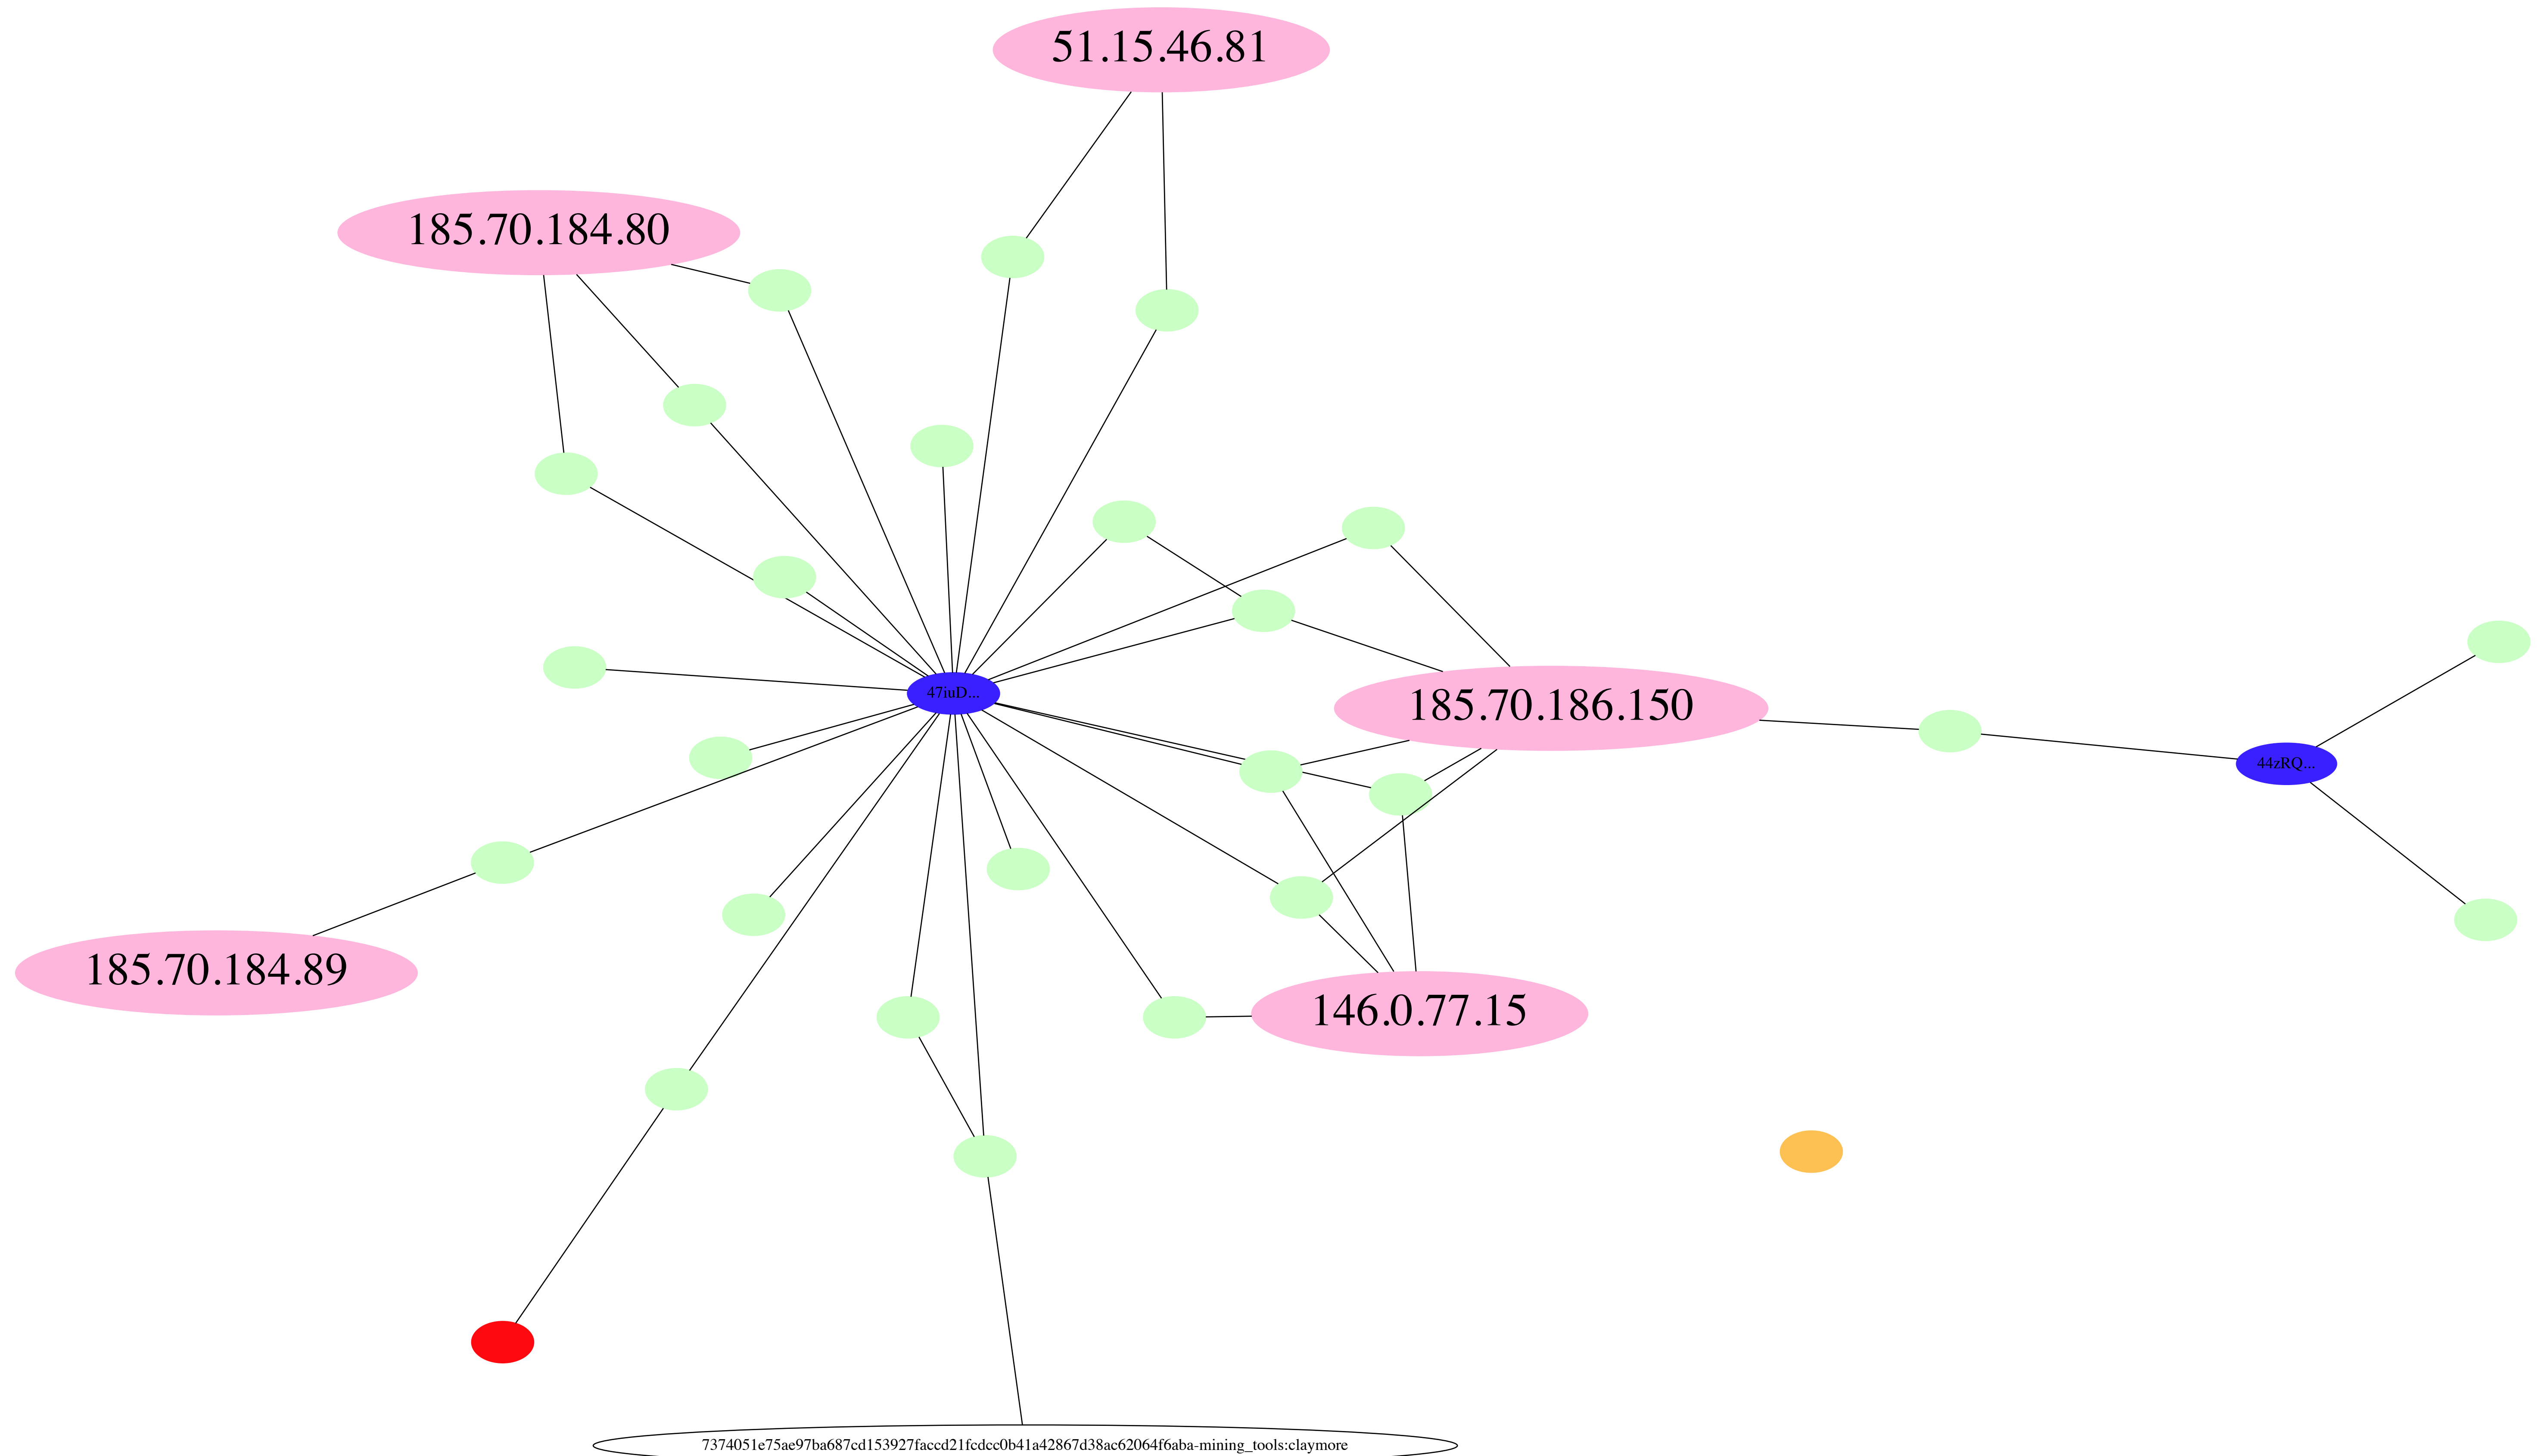 51.15.46.81
185.70.184.80
47iuD...
185.70.186.150
44zRQ...
185.70.184.89
146.0.77.15
7374051e75ae97ba687cd153927faccd21fcdcc0b41a42867d38ac62064f6aba-mining_tools:claymore